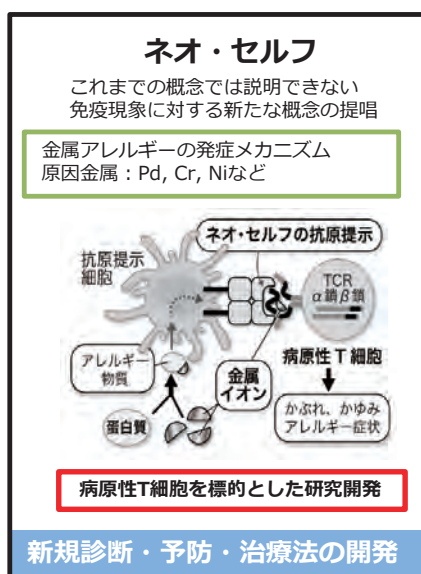 ネオ・セルフ
これまでの概念では説明できない
免疫現象に対する新たな概念の提唱
金属アレルギーの発症メカニズム
原因金属：Pd, Cr, Niなど
ネオ・セルフの抗原提示
抗原提示
細胞
TCR
α鎖β鎖
病原性T細胞
アレルギー
物質
金属
イオン
蛋白質
かぶれ、かゆみ
アレルギー症状
病原性T細胞を標的とした研究開発
新規診断・予防・治療法の開発